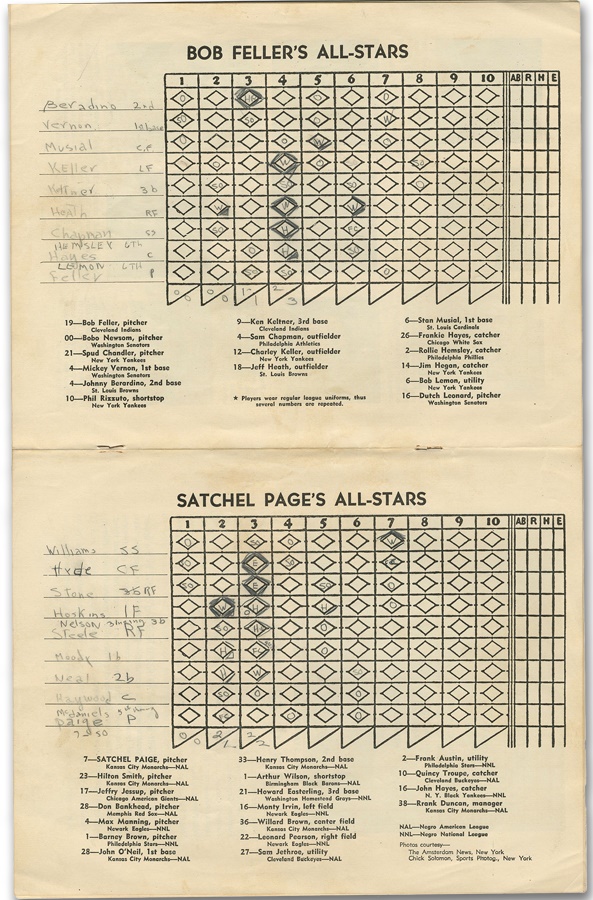 BOB FELLER'S ALL-STARS
1 2 3 4 5 6 7 8 9 10 AB R H E
Beradino 2nd
Vernon
Musial CF
Keller LF
3b
Heath RF
Chapman SS
HEMSLEY 6TH
Hayes C
LEMON 6TH
Feller P
19—Bob Feller, pitcher
Cleveland Indians
00—Bobo Newsom, pitcher
Washington Senators
21—Spud Chandler, pitcher
New York Yankees
4—Mickey Vernon, 1st base
Washington Senators
4—Johnny Berardino, 2nd base
St. Louis Browns
10—Phil Rizzuto, shortstop
New York Yankees
9—Ken Keltner, 3rd base
Cleveland Indians
4—Sam Chapman, outfielder
Philadelphia Athletics
12—Charley Keller, outfielder
New York Yankees
18—Jeff Heath, outfielder
St. Louis Browns
* Players wear regular league uniforms, thus
several numbers are repeated.
6—Stan Musial, 1st base
St. Louis Cardinals
26—Frankie Hayes, catcher
Chicago White Sox
2—Rollie Hemsley, catcher
Philadelphia Phillies
14—Jim Hegan, catcher
New York Yankees
6—Bob Lemon, utility
New York Yankees
16—Dutch Leonard, pitcher
Washington Senators
SATCHEL PAGE'S ALL-STARS
1 2 3 4 5 6 7 8 9 10 AB R H E
Williams SS
Hyde CF
Stone RF
Hoskins LF
Nelson 3b
Steele RF
Moody 1b
Neal 2b
Haywood C
McDaniels
Paige P
7—SATCHEL PAIGE, pitcher
Kansas City Monarchs—NAL
23—Hilton Smith, pitcher
Kansas City Monarchs—NAL
17—Jeffry Jessup, pitcher
Chicago American Giants—NAL
28—Don Bankhead, pitcher
Memphis Red Sox—NAL
4—Max Manning, pitcher
Newark Eagles—NNL
1—Barney Brown, pitcher
Philadelphia Stars—NNL
28—John O'Neil, 1st base
Kansas City Monarchs—NAL
33—Henry Thompson, 2nd base
Kansas City Monarchs—NAL
1—Arthur Wilson, shortstop
Birmingham Black Barons—NAL
21—Howard Easterling, 3rd base
Washington Homestead Grays—NNL
16—Monty Irvin, left field
Newark Eagles—NNL
36—Willard Brown, center field
Kansas City Monarchs—NAL
22—Leonard Pearson, right field
Newark Eagles—NNL
27—Sam Jethroe, utility
Cleveland Buckeyes—NAL
2—Frank Austin, utility
Philadelphia Stars—NNL
10—Quincy Troupe, catcher
Cleveland Buckeyes—NAL
16—John Hayes, catcher
N. Y. Black Yankees—NNL
38—Rrank Duncan, manager
Kansas City Monarchs—NAL
NAL—Negro American League
NNL—Negro National League
Photos courtesy—
The Amsterdam News, New York
Chick Solomon, Sports Photog., New York